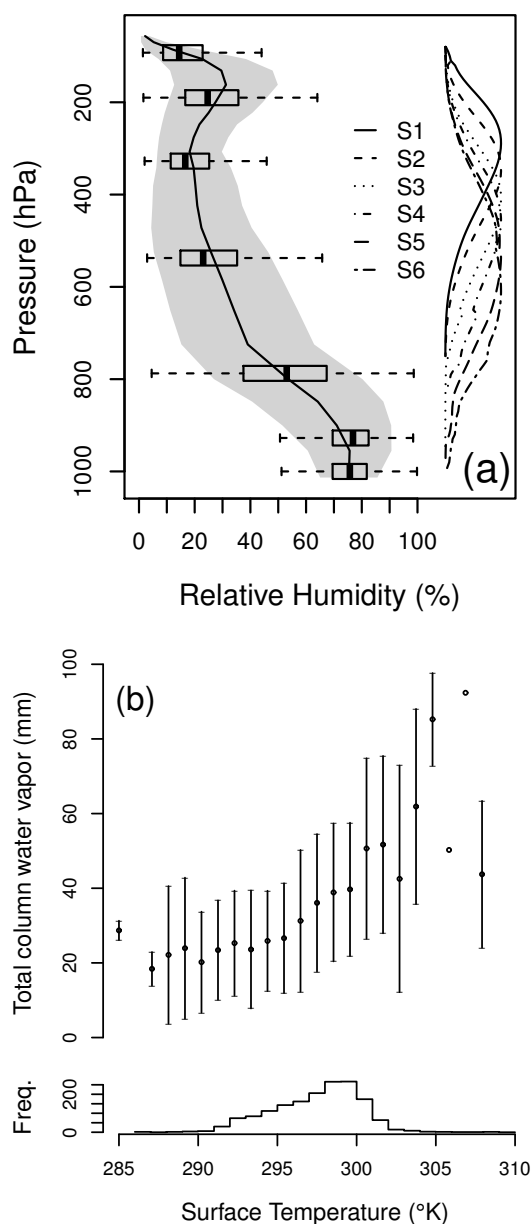 200
400
600
800
1000
Pressure (hPa)
S1
S2
S3
S4
S5
S6
(a)
0 20 40 60 80 100
Relative Humidity (%)
(b)
100
80
60
40
20
0
Total column water vapor (mm)
200
0
Freq.
285 290 295 300 305 310
Surface Temperature (°K)